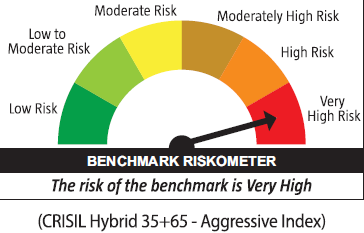 Moderate Risk
Moderately High Risk
Low to
Moderate Risk
High Risk
Low Risk
Very
High Risk
BENCHMARK RISKOMETER
The risk of the benchmark is Very High
(CRISIL Hybrid 35+65 - Aggressive Index)